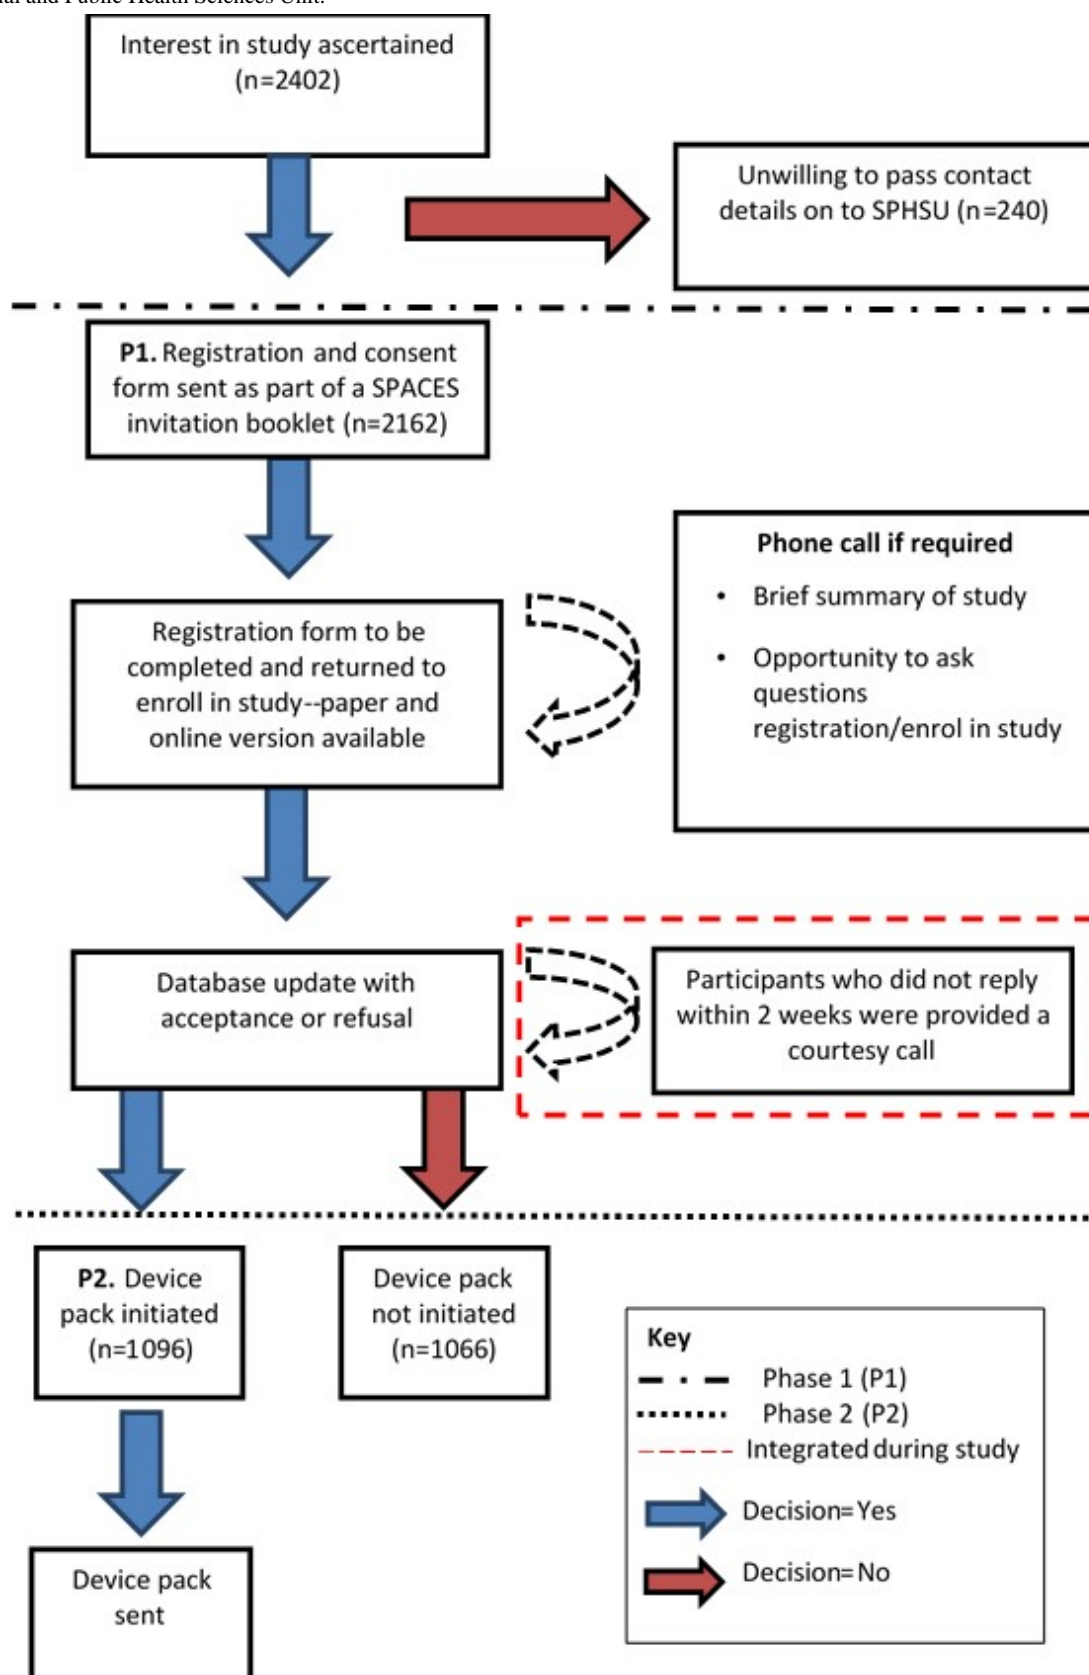 and Public Health Sciences Unit.
Interest in study ascertained
(n=2402)
Unwilling to pass contact
details on to SPHSU (n=240)
P1. Registration and consent
form sent as part of a SPACES
invitation booklet (n=2162)
Phone call if required
• Brief summary of study
• Opportunity to ask
questions
registration/enrol in study
Registration form to be
completed and returned to
enroll in study--paper and
online version available
Database update with
acceptance or refusal
Participants who did not reply
within 2 weeks were provided a
courtesy call
P2. Device
pack initiated
(n=1096)
Device pack
not initiated
(n=1066)
Key
Phase 1 (P1)
Phase 2 (P2)
Integrated during study
Decision=Yes
Decision=No
Device pack
sent